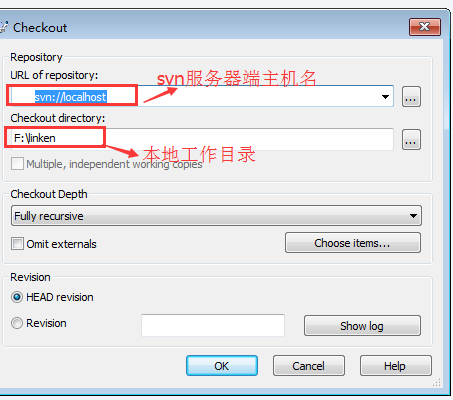 Checkout
Repository
URL of repository:
svn服务器端主机名
svn://localhost
...
Checkout directory:
F:\linken
...
本地工作目录
Multiple, independent working copies
Checkout Depth
Fully recursive
Omit externals
Choose items...
Revision
HEAD revision
Revision
Show log
OK
Cancel
Help